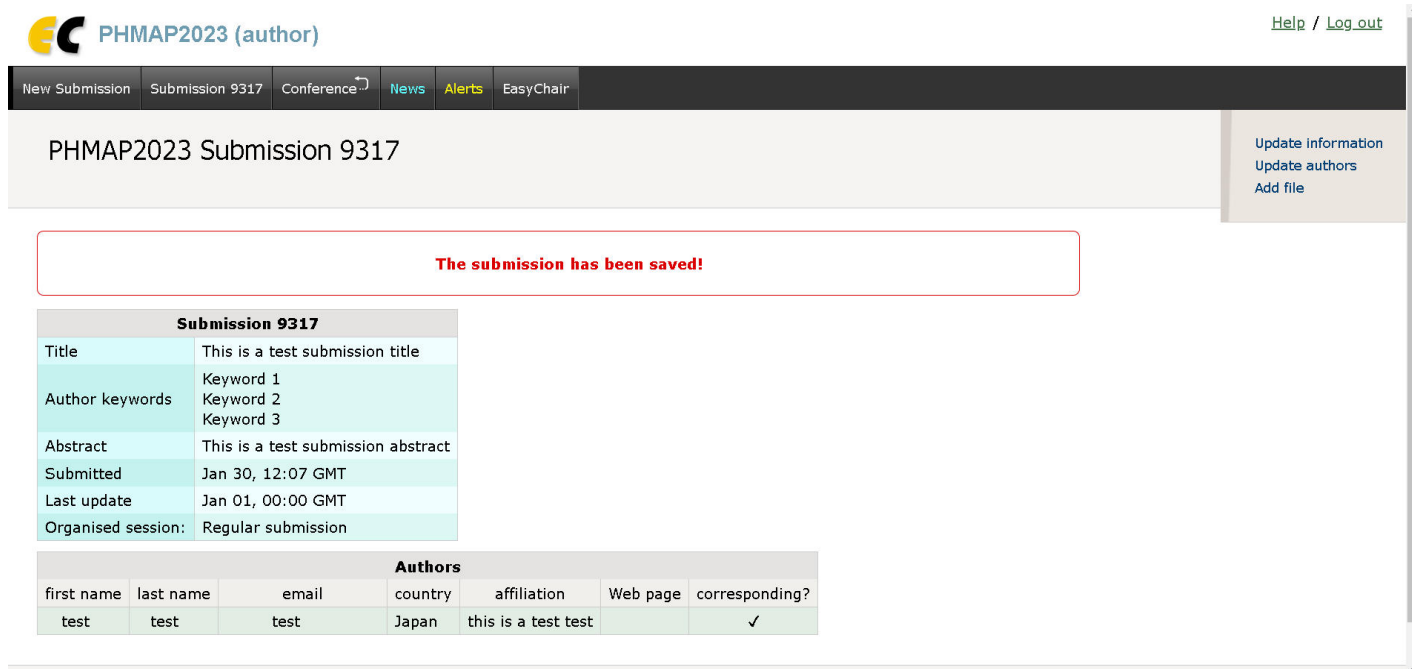 EC PHMAP2023 (author)
Help / Log out
New Submission Submission 9317 Conference News Alerts EasyChair
PHMAP2023 Submission 9317
Update information
Update authors
Add file
The submission has been saved!
Submission 9317
Title This is a test submission title
Author keywords Keyword 1
Keyword 2
Keyword 3
Abstract This is a test submission abstract
Submitted Jan 30, 12:07 GMT
Last update Jan 01, 00:00 GMT
Organised session: Regular submission
Authors
first name last name email country affiliation Web page corresponding?
test test test Japan this is a test test ✓